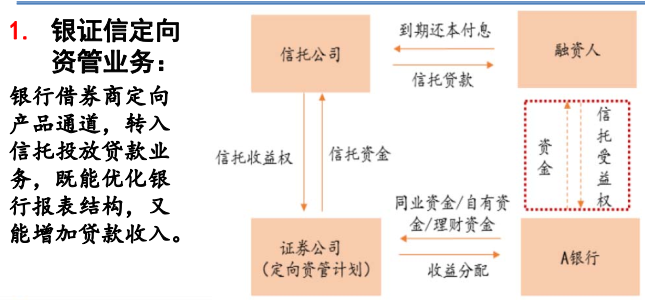 1. 银证信定向
资管业务：
银行借券商定向
产品通道，转入
信托投放贷款业
务，既能优化银
行报表结构，又
能增加贷款收入。
信托公司
到期还本付息
信托贷款
融资人
信托收益权
信托资金
资金
信托受益权
同业资金/自有资
金/理财资金
收益分配
证券公司
（定向资管计划）
A银行